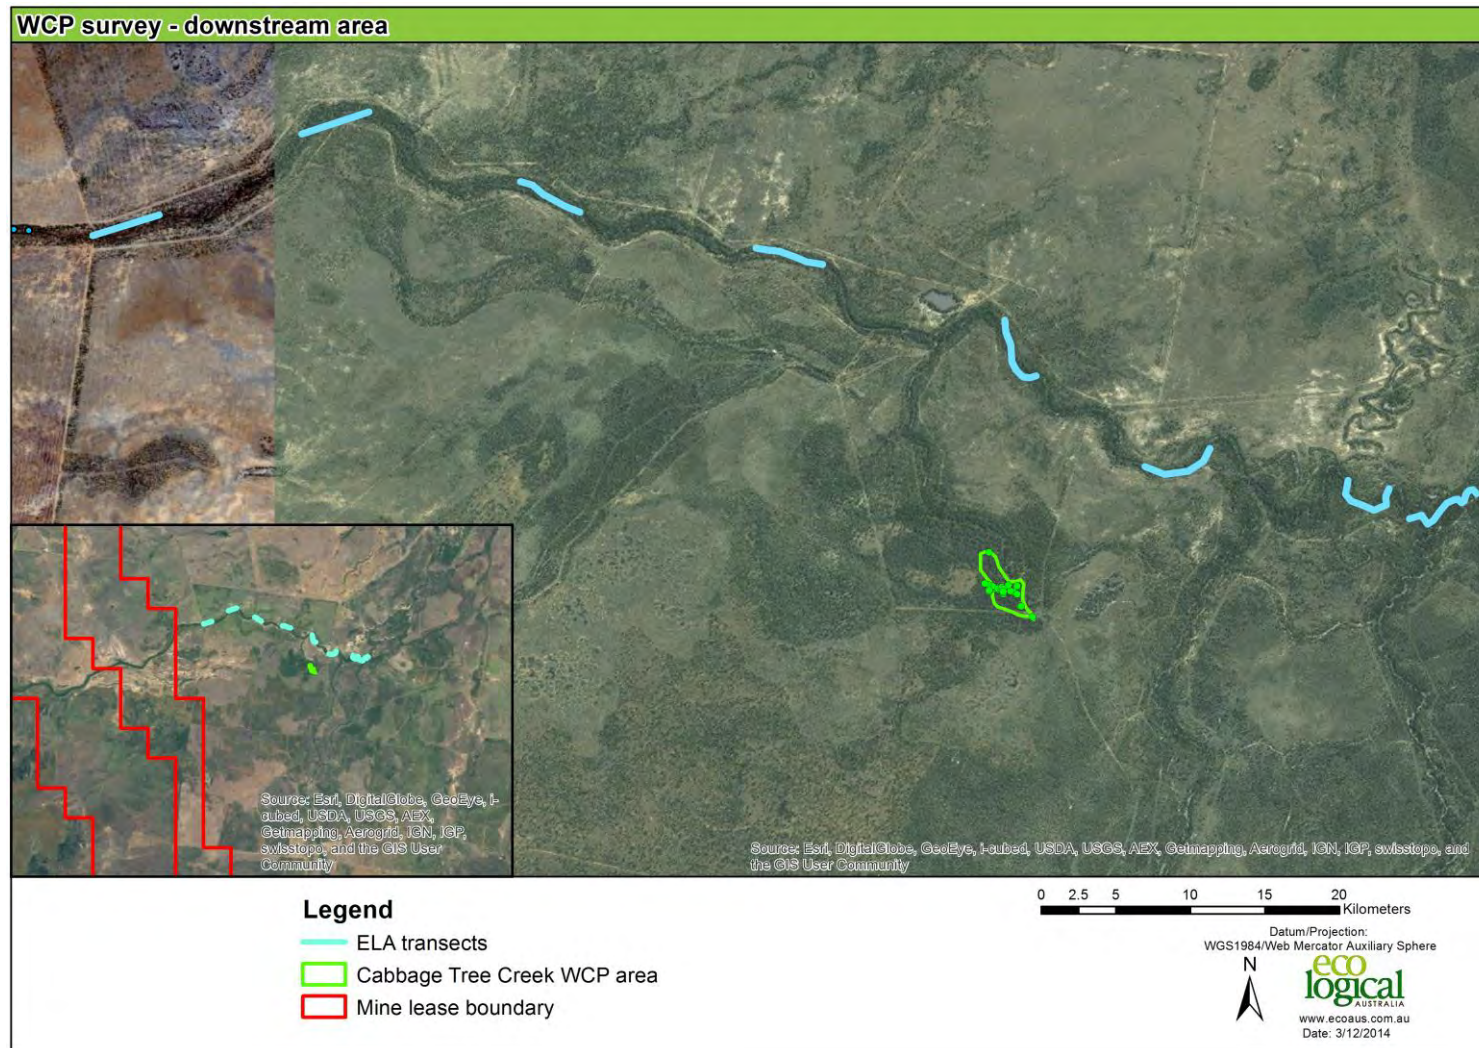 WCP survey - downstream area
Source: Esri, DigitalGlobe, GeoEye, i-
cubed, USDA, USGS, AEX,
Getmapping, Aerogrid, IGN, IGP,
swisstopo, and the GIS User
Community
Source: Esri, DigitalGlobe, GeoEye, i-cubed, USDA, USGS, AEX, Getmapping, Aerogrid, IGN, IGP, swisstopo, and
the GIS User Community
Legend
ELA transects
Cabbage Tree Creek WCP area
Mine lease boundary
0 2.5 5 10 15 20
Kilometers
Datum/Projection:
WGS1984/Web Mercator Auxiliary Sphere
N
eco
logical
AUSTRALIA
www.ecoaus.com.au
Date: 3/12/2014